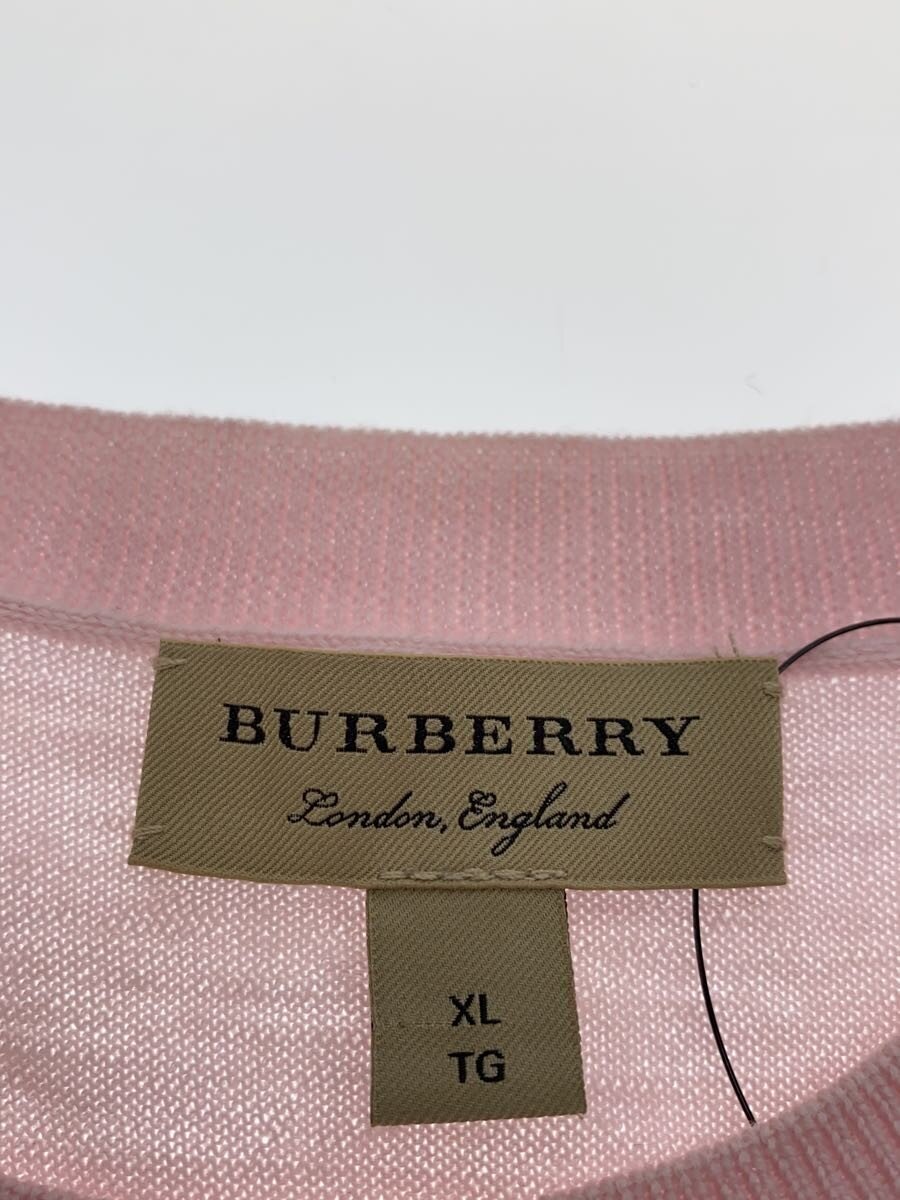 BURBERRY
London, England
XL
TG